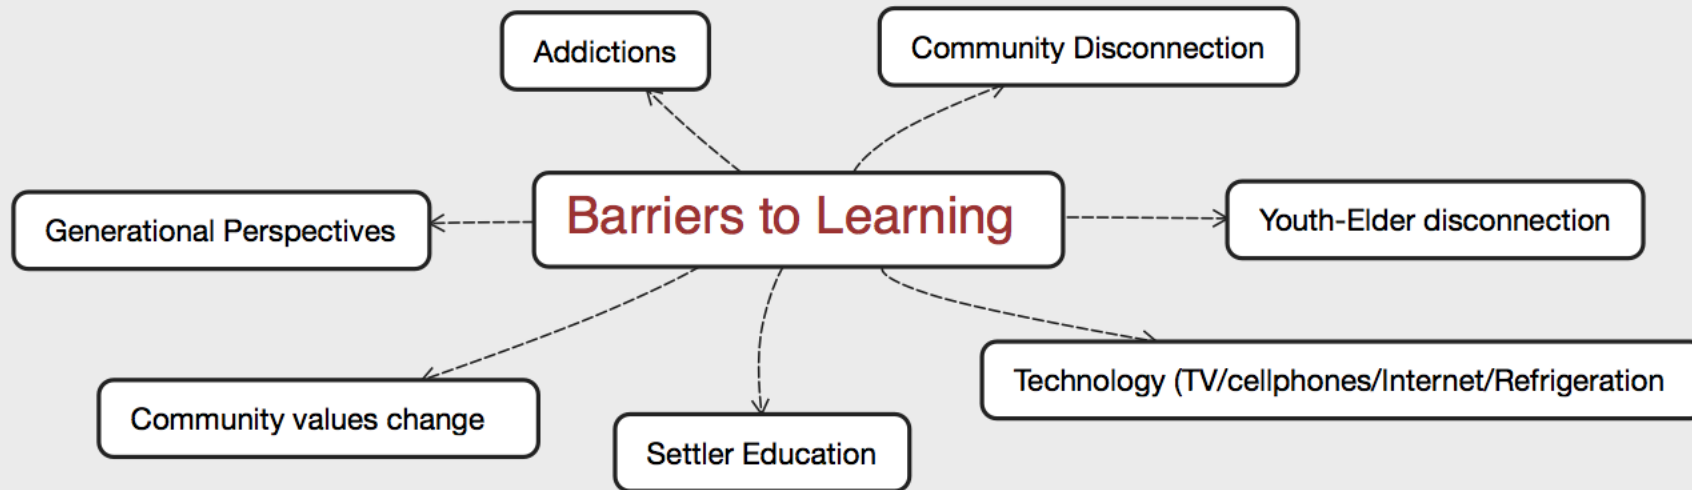 Addictions
Community Disconnection
Barriers to Learning
Generational Perspectives
Youth-Elder disconnection
Technology (TV/cellphones/Internet/Refrigeration
Community values change
Settler Education